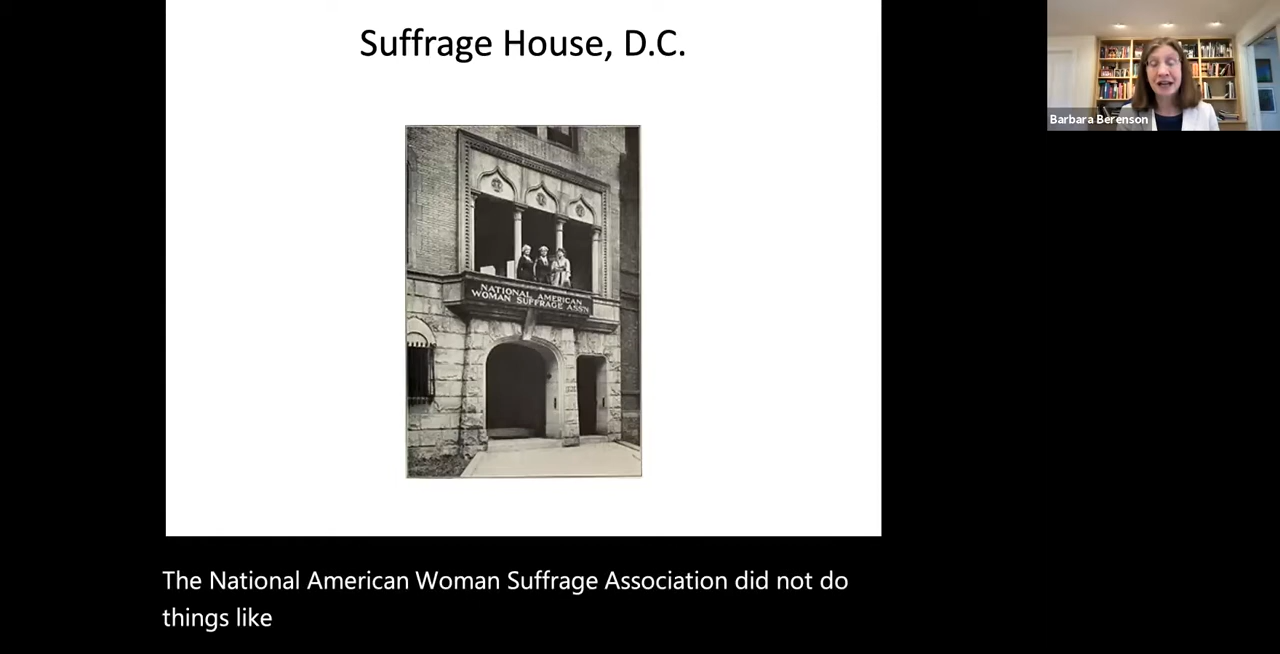 Suffrage House, D.C.
Barbara Berenson
NATIONAL AMERICAN
WOMAN SUFFRAGE ASS'N
The National American Woman Suffrage Association did not do
things like